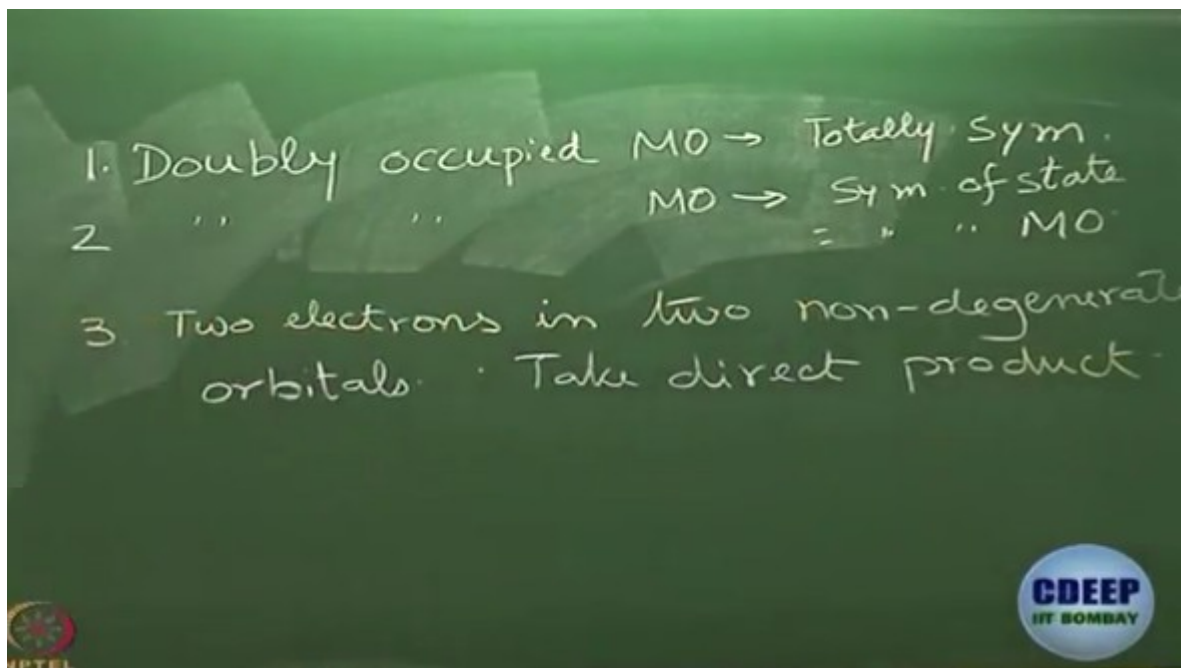 1. Doubly occupied MO → Totally sym.
2 " " MO → Sym. of state
= " " MO
3. Two electrons in two non-degenerate
orbitals. Take direct product
CDEEP
IIT BOMBAY
NPTEL